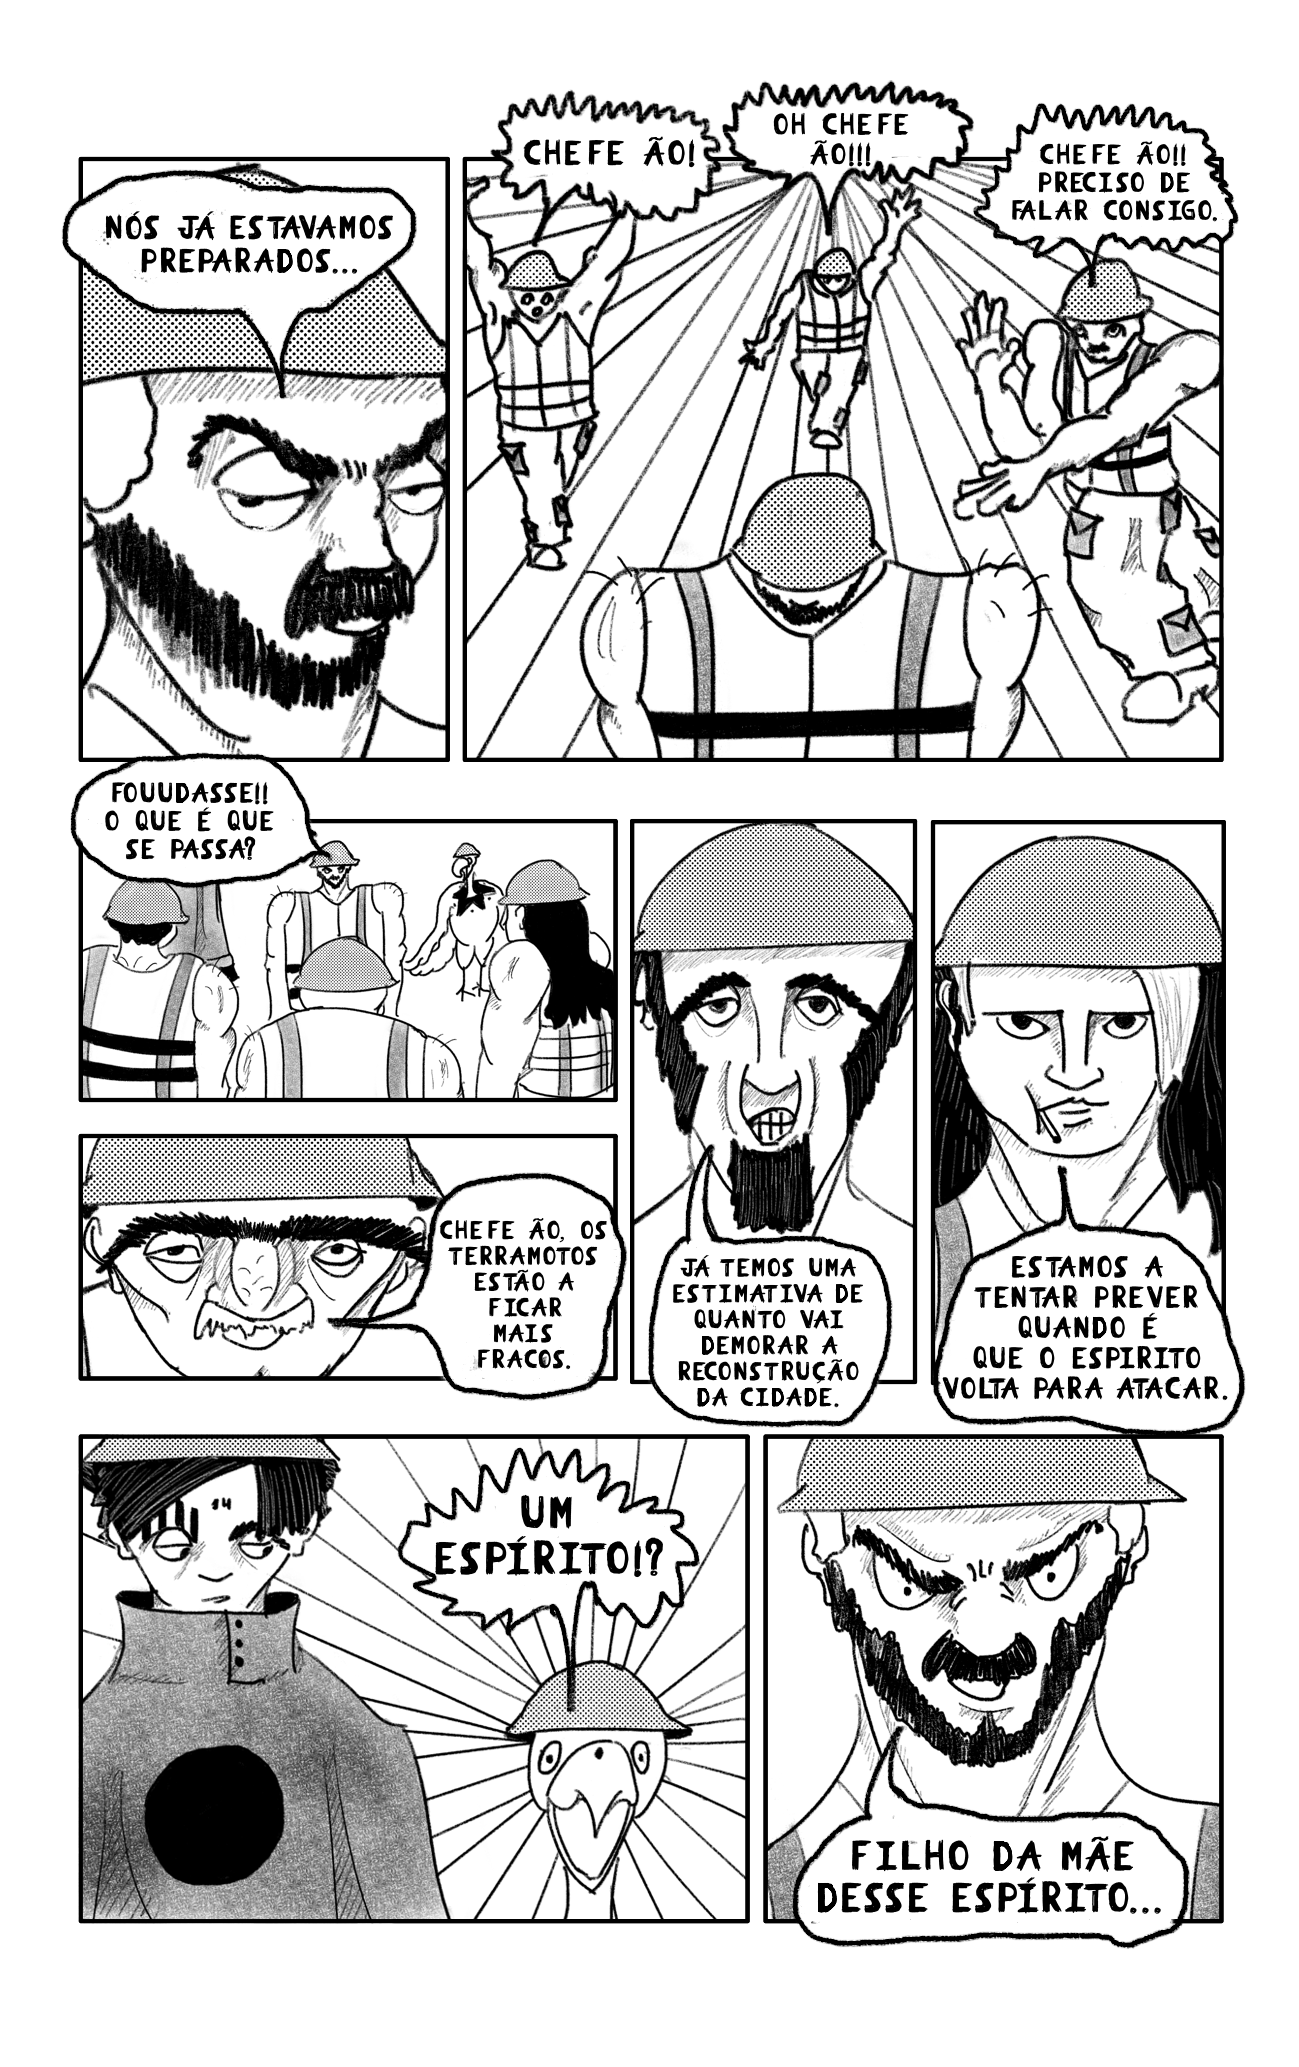 NÓS JÁ ESTAVAMOS
PREPARADOS...
CHEFE ÃO!
OH CHEFE
ÃO!!!
CHEFE ÃO!!
PRECISO DE
FALAR CONSIGO.
FOUUDASSE!!
O QUE É QUE
SE PASSA?
CHEFE ÃO, OS
TERRAMOTOS
ESTÃO A
FICAR
MAIS
FRACOS.
JÁ TEMOS UMA
ESTIMATIVA DE
QUANTO VAI
DEMORAR A
RECONSTRUÇÃO
DA CIDADE.
ESTAMOS A
TENTAR PREVER
QUANDO É
QUE O ESPIRITO
VOLTA PARA ATACAR.
14
UM
ESPÍRITO!?
FILHO DA MÃE
DESSE ESPÍRITO...